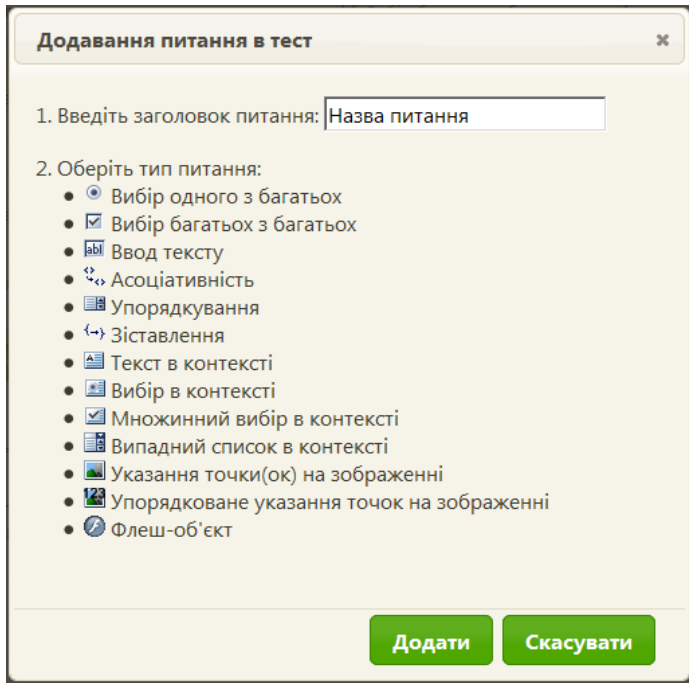 Додавання питання в тест
1. Введіть заголовок питання: Назва питання
2. Оберіть тип питання:
Вибір одного з багатьох
Вибір багатьох з багатьох
abl Ввод тексту
Асоціативність
Упорядкування
Зіставлення
Текст в контексті
Вибір в контексті
Множинний вибір в контексті
Випадний список в контексті
Указання точки(ок) на зображенні
123 Упорядковане указання точок на зображенні
Флеш-об'єкт
Додати Скасувати